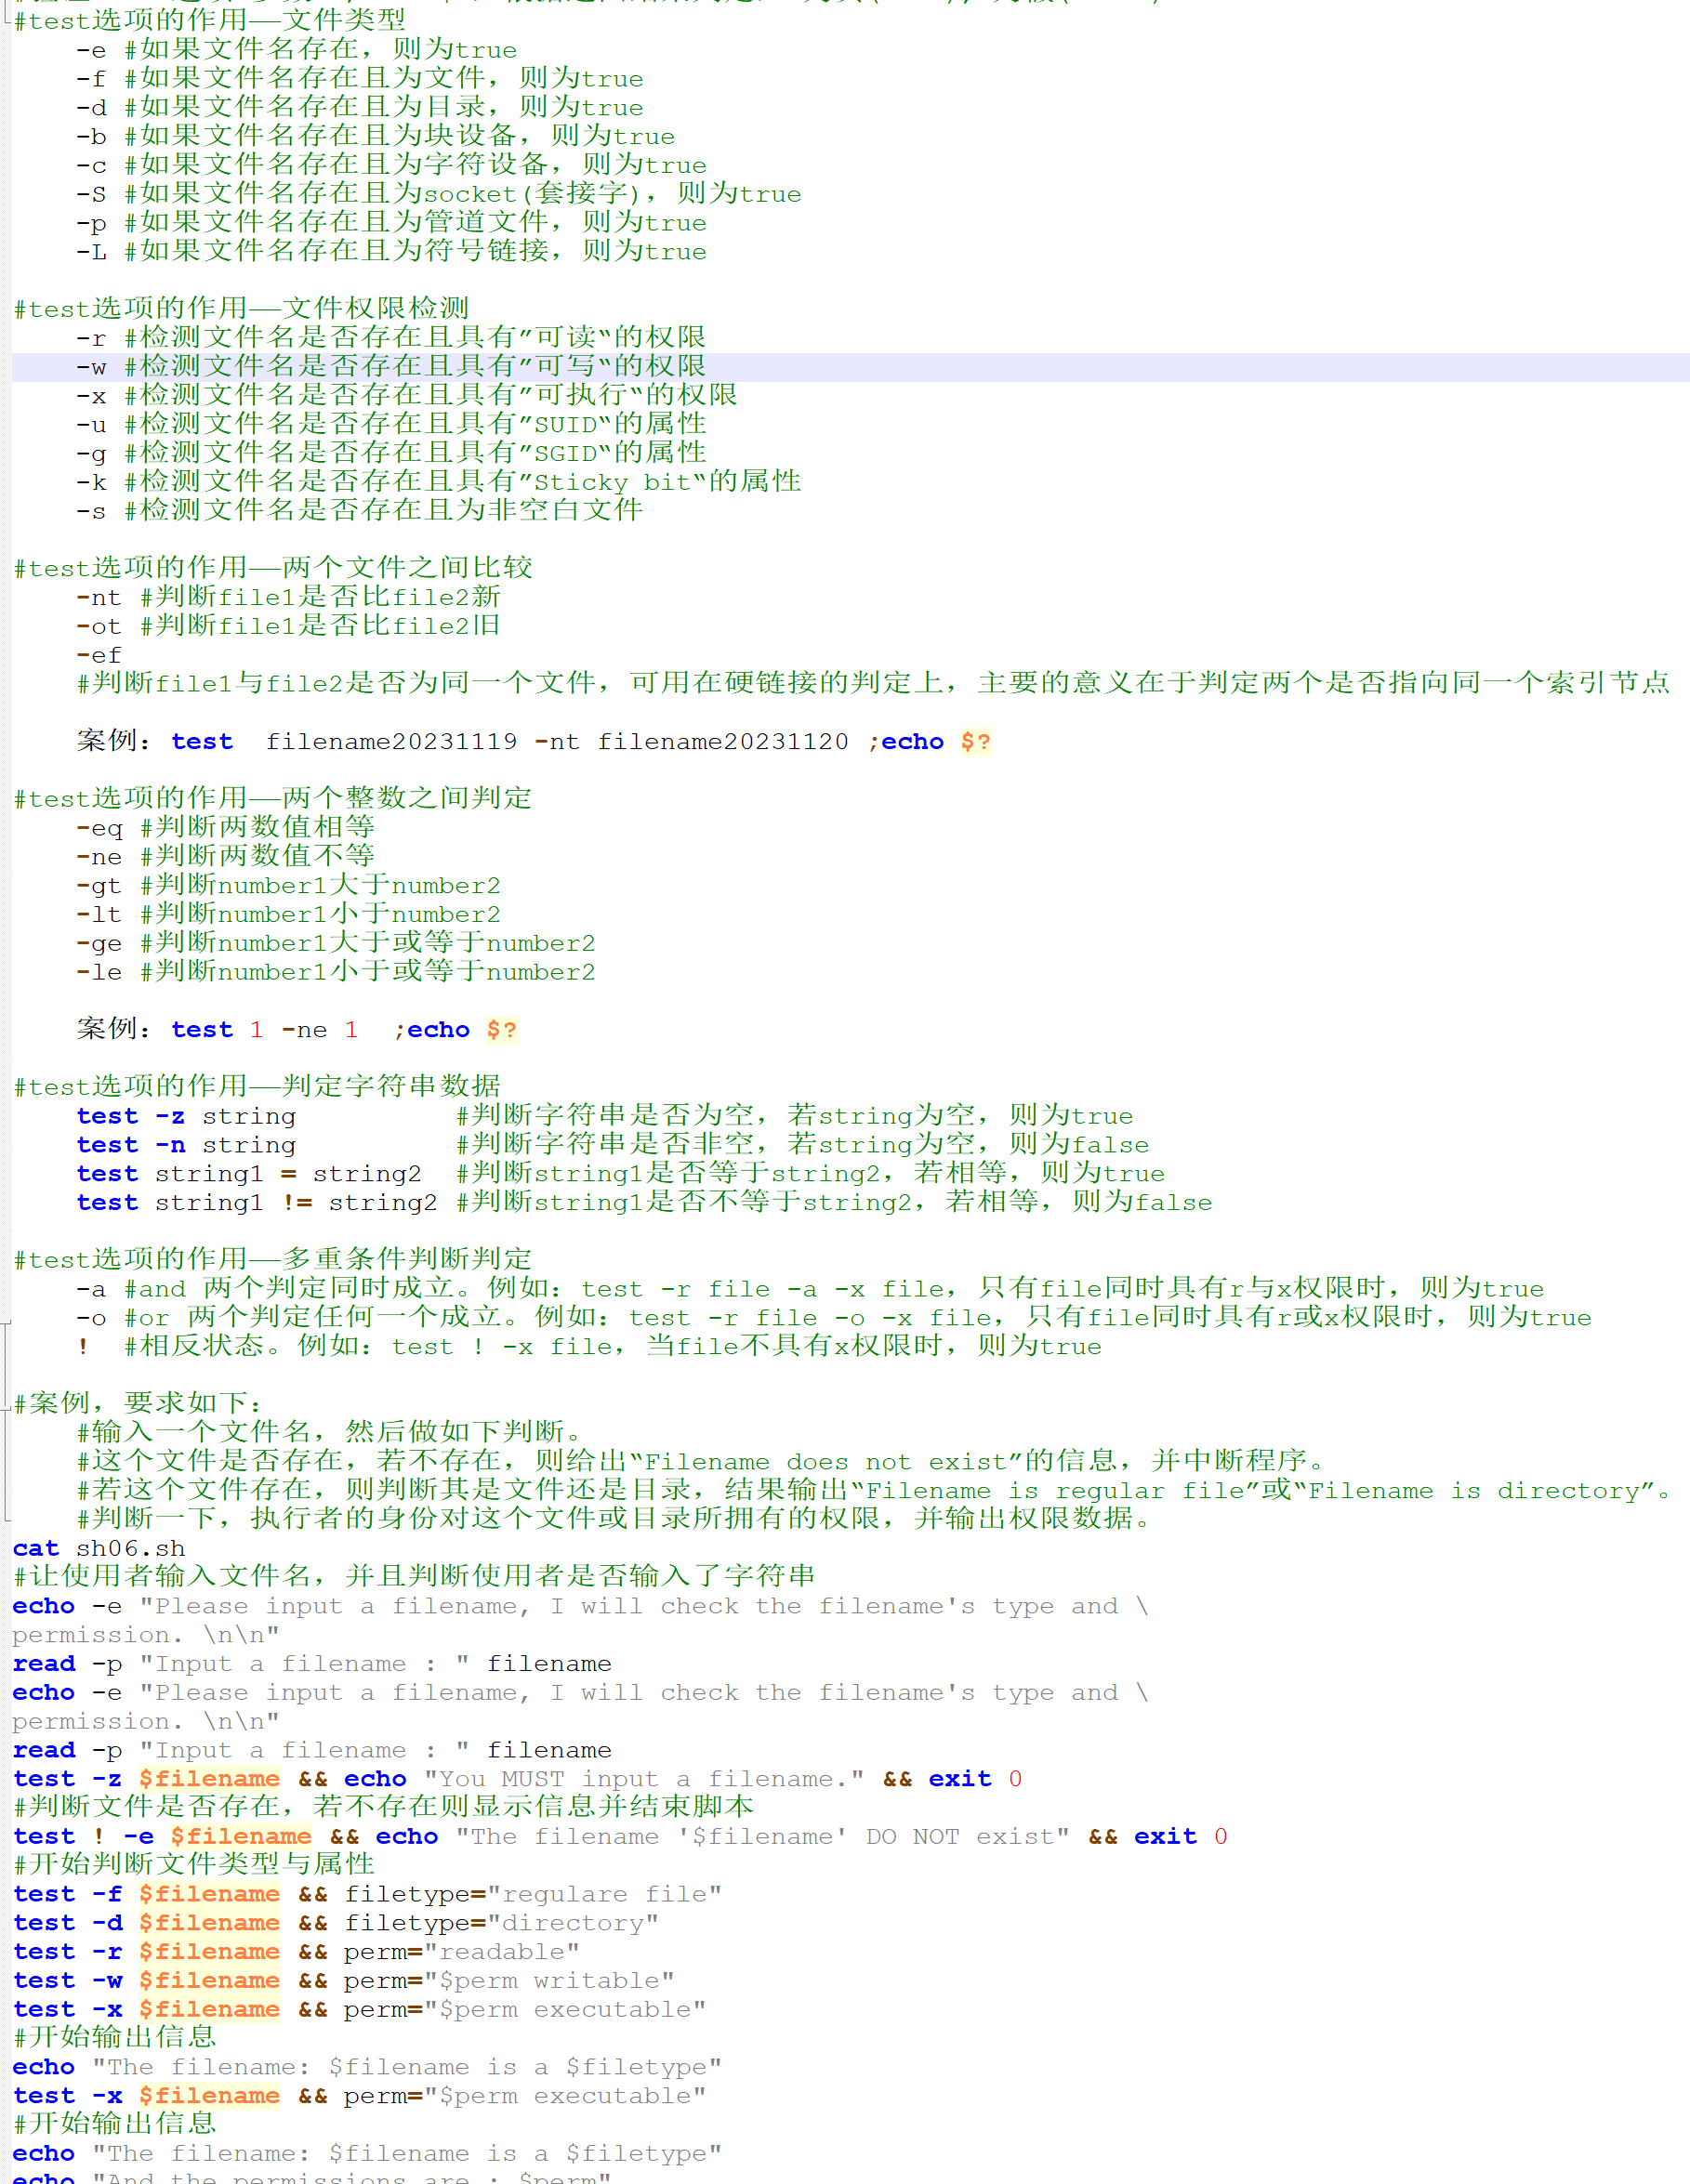 #test选项的作用——文件类型
    -e #如果文件名存在，则为true
    -f #如果文件名存在且为文件，则为true
    -d #如果文件名存在且为目录，则为true
    -b #如果文件名存在且为块设备，则为true
    -c #如果文件名存在且为字符设备，则为true
    -S #如果文件名存在且为socket(套接字)，则为true
    -p #如果文件名存在且为管道文件，则为true
    -L #如果文件名存在且为符号链接，则为true

#test选项的作用——文件权限检测
    -r #检测文件名是否存在且具有”可读“的权限
    -w #检测文件名是否存在且具有”可写“的权限
    -x #检测文件名是否存在且具有”可执行“的权限
    -u #检测文件名是否存在且具有”SUID“的属性
    -g #检测文件名是否存在且具有”SGID“的属性
    -k #检测文件名是否存在且具有”Sticky bit“的属性
    -s #检测文件名是否存在且为非空白文件

#test选项的作用——两个文件之间比较
    -nt #判断file1是否比file2新
    -ot #判断file1是否比file2旧
    -ef
    #判断file1与file2是否为同一个文件，可用在硬链接的判定上，主要的意义在于判定两个是否指向同一个索引节点

    案例：test  filename20231119 -nt filename20231120 ;echo $?

#test选项的作用——两个整数之间判定
    -eq #判断两数值相等
    -ne #判断两数值不等
    -gt #判断number1大于number2
    -lt #判断number1小于number2
    -ge #判断number1大于或等于number2
    -le #判断number1小于或等于number2

    案例：test 1 -ne 1  ;echo $?

#test选项的作用——判定字符串数据
    test -z string          #判断字符串是否为空，若string为空，则为true
    test -n string          #判断字符串是否非空，若string为空，则为false
    test string1 = string2  #判断string1是否等于string2，若相等，则为true
    test string1 != string2 #判断string1是否不等于string2，若相等，则为false

#test选项的作用——多重条件判断判定
    -a #and 两个判定同时成立。例如：test -r file -a -x file，只有file同时具有r与x权限时，则为true
    -o #or 两个判定任何一个成立。例如：test -r file -o -x file，只有file同时具有r或x权限时，则为true
    !  #相反状态。例如：test ! -x file，当file不具有x权限时，则为true

#案例，要求如下：
    #输入一个文件名，然后做如下判断。
    #这个文件是否存在，若不存在，则给出“Filename does not exist”的信息，并中断程序。
    #若这个文件存在，则判断其是文件还是目录，结果输出“Filename is regular file”或“Filename is directory”。
    #判断一下，执行者的身份对这个文件或目录所拥有的权限，并输出权限数据。
cat sh06.sh
#让使用者输入文件名，并且判断使用者是否输入了字符串
echo -e "Please input a filename, I will check the filename's type and \
permission. \n\n"
read -p "Input a filename : " filename
echo -e "Please input a filename, I will check the filename's type and \
permission. \n\n"
read -p "Input a filename : " filename
test -z $filename && echo "You MUST input a filename." && exit 0
#判断文件是否存在，若不存在则显示信息并结束脚本
test ! -e $filename && echo "The filename '$filename' DO NOT exist" && exit 0
#开始判断文件类型与属性
test -f $filename && filetype="regulare file"
test -d $filename && filetype="directory"
test -r $filename && perm="readable"
test -w $filename && perm="$perm writable"
test -x $filename && perm="$perm executable"
#开始输出信息
echo "The filename: $filename is a $filetype"
test -x $filename && perm="$perm executable"
#开始输出信息
echo "The filename: $filename is a $filetype"
echo "And the permissions are : $perm"